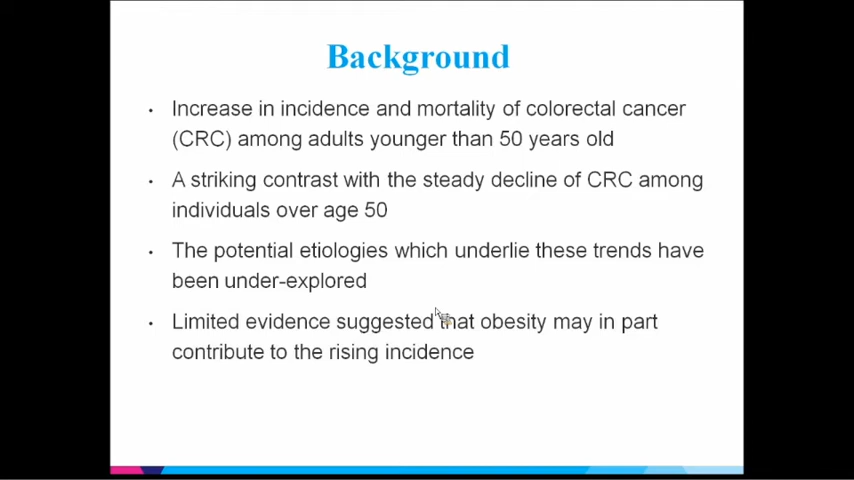 Background
• Increase in incidence and mortality of colorectal cancer
(CRC) among adults younger than 50 years old
• A striking contrast with the steady decline of CRC among
individuals over age 50
• The potential etiologies which underlie these trends have
been under-explored
• Limited evidence suggested that obesity may in part
contribute to the rising incidence